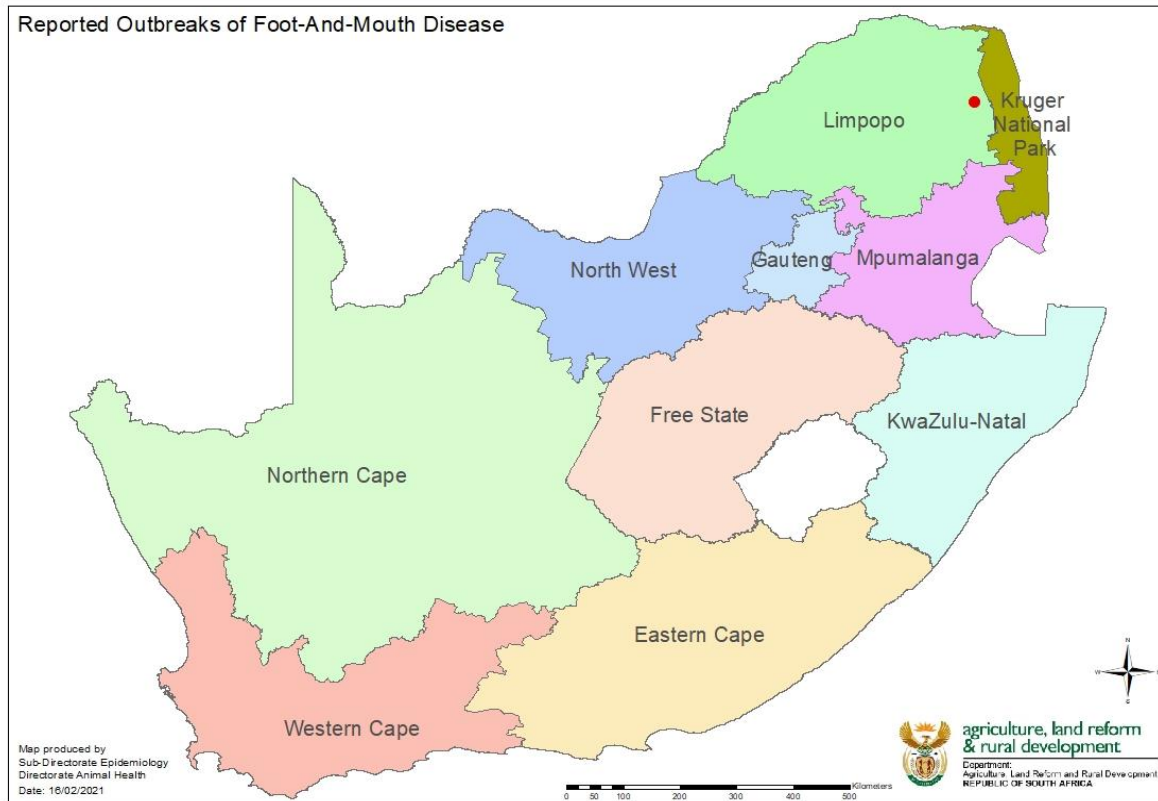 Reported Outbreaks of Foot-And-Mouth Disease
Limpopo
Kruger
National
Park
North West
Gauteng
Mpumalanga
Free State
KwaZulu-Natal
Northern Cape
Eastern Cape
Western Cape
N
Map produced by
Sub-Directorate Epidemiology
Directorate Animal Health
Date: 16/02/2021
Kilometers
0 50 100 200 300 400 500
agriculture, land reform
& rural development
Department:
Agriculture, Land Reform and Rural Development
REPUBLIC OF SOUTH AFRICA